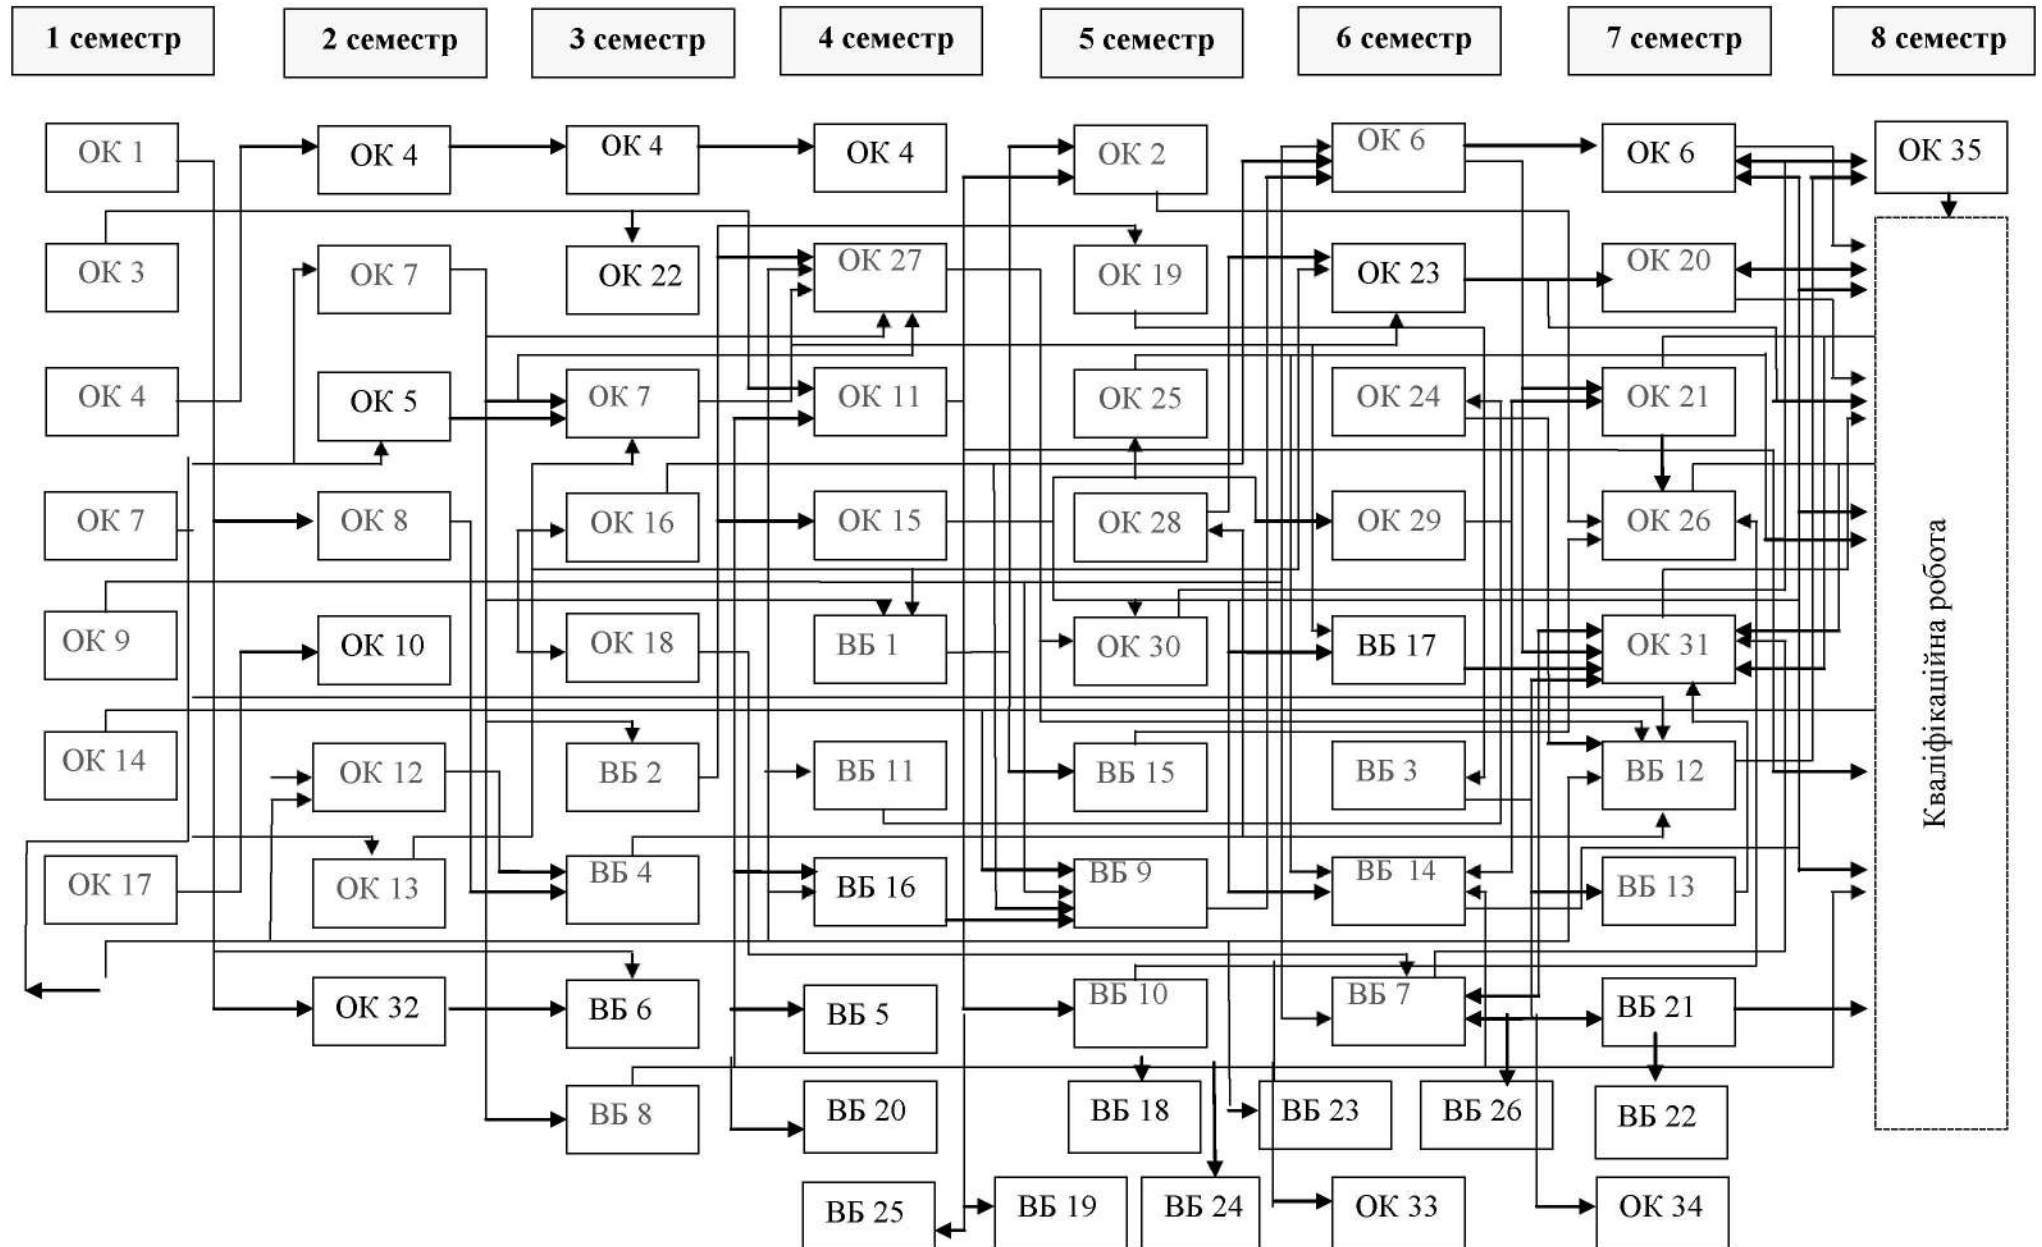 1 семестр
2 семестр
3 семестр
4 семестр
5 семестр
6 семестр
7 семестр
8 семестр
ОК 1
ОК 4
ОК 4
ОК 4
ОК 2
ОК 6
ОК 6
ОК 35
ОК 3
ОК 7
ОК 22
ОК 27
ОК 19
ОК 23
ОК 20
ОК 4
ОК 5
ОК 7
ОК 11
ОК 25
ОК 24
ОК 21
ОК 7
ОК 8
ОК 16
ОК 15
ОК 28
ОК 29
ОК 26
ОК 9
ОК 10
ОК 18
ВБ 1
ОК 30
ВБ 17
ОК 31
ОК 14
ОК 12
ВБ 2
ВБ 11
ВБ 15
ВБ 3
ВБ 12
ОК 17
ОК 13
ВБ 4
ВБ 16
ВБ 9
ВБ 14
ВБ 13
ОК 32
ВБ 6
ВБ 5
ВБ 10
ВБ 7
ВБ 21
ВБ 8
ВБ 20
ВБ 18
ВБ 23
ВБ 26
ВБ 22
ВБ 25
ВБ 19
ВБ 24
ОК 33
ОК 34
Кваліфікаційна робота